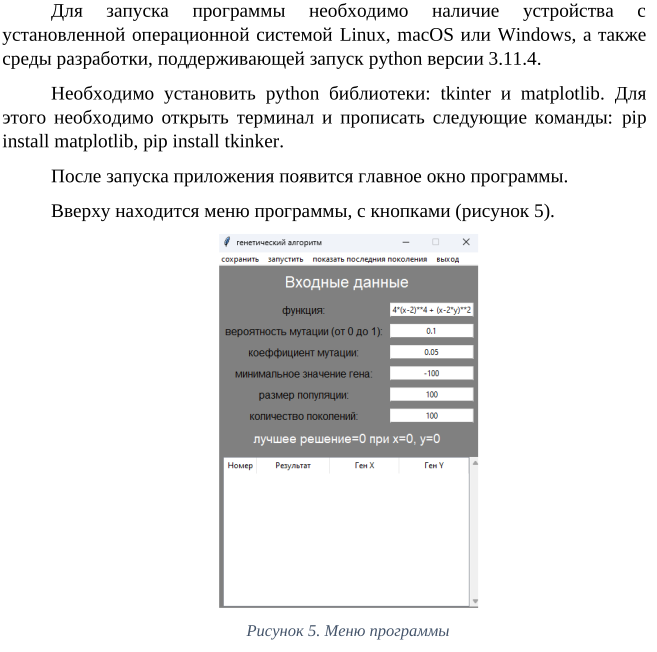 Для запуска программы необходимо наличие устройства с
установленной операционной системой Linux, macOS или Windows, а также
среды разработки, поддерживающей запуск python версии 3.11.4.
Необходимо установить python библиотеки: tkinter и matplotlib. Для
этого необходимо открыть терминал и прописать следующие команды: pip
install matplotlib, pip install tkinker.
После запуска приложения появится главное окно программы.
Вверху находится меню программы, с кнопками (рисунок 5).
генетический алгоритм
сохранить запустить показать последния поколения выход
Входные данные
функция: 4*(x-2)**4 + (x-2*y)**2
вероятность мутации (от 0 до 1): 0.1
коеффициент мутации: 0.05
минимальное значение гена: -100
размер популяции: 100
количество поколений: 100
лучшее решение=0 при x=0, y=0
Номер Результат Ген X Ген Y
Рисунок 5. Меню программы